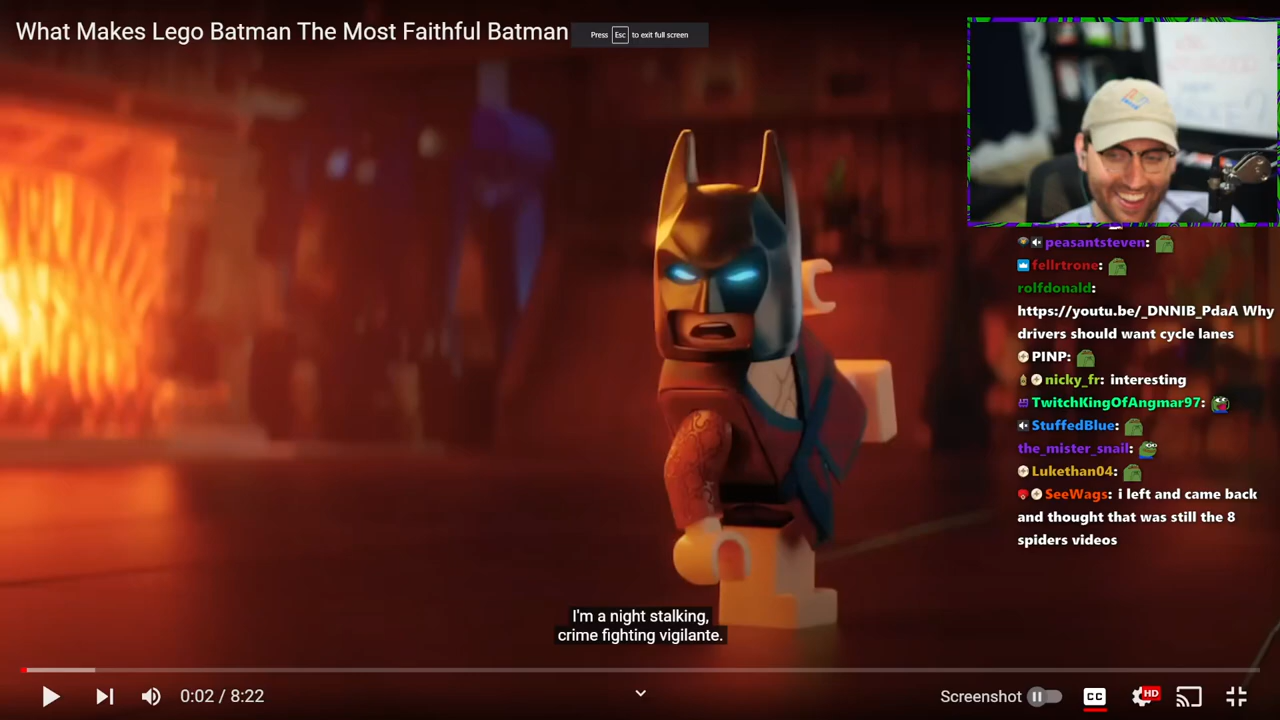 What Makes Lego Batman The Most Faithful Batman
Press Esc to exit full screen
peasantsteven:
fellrtrone:
rolfdonald:
https://youtu.be/_DNNIB_PdaA Why
drivers should want cycle lanes
PINP:
nicky_fr: interesting
TwitchKingOfAngmar97:
StuffedBlue:
the_mister_snail:
Lukethan04:
SeeWags: i left and came back
and thought that was still the 8
spiders videos
I'm a night stalking,
crime fighting vigilante.
0:02 / 8:22
Screenshot
CC
HD